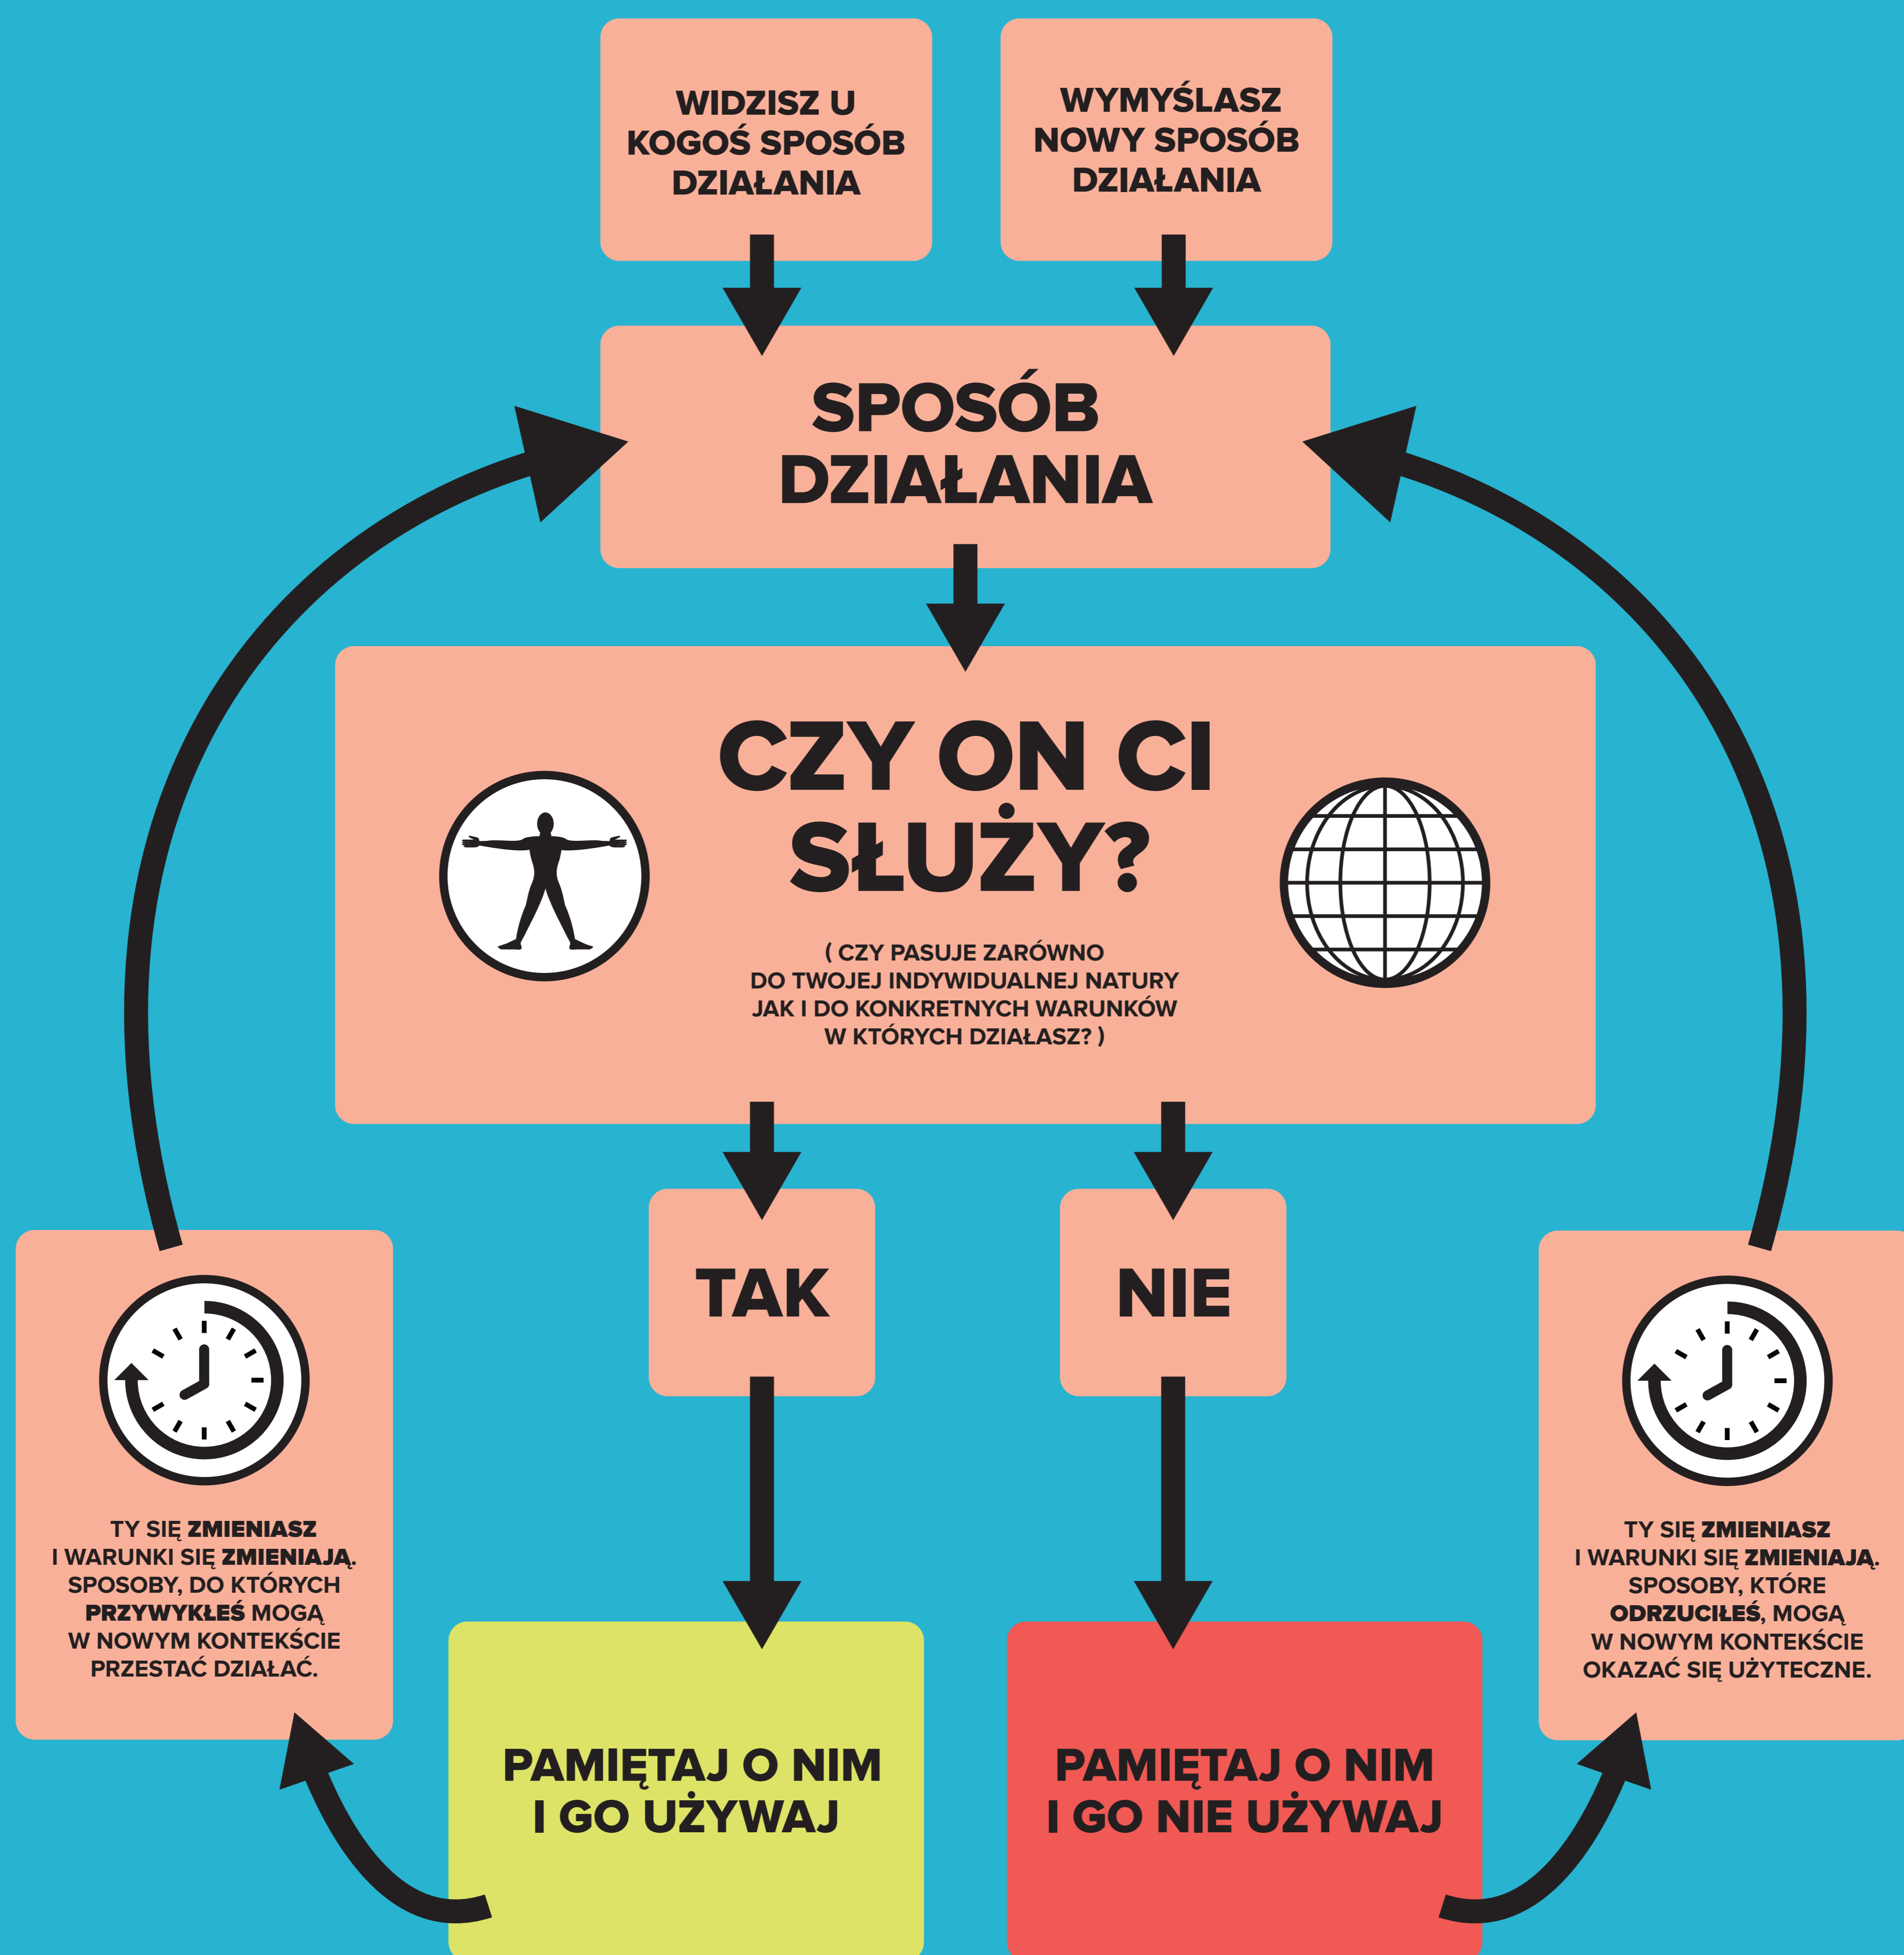 WIDZISZ U
KOGOŚ SPOSÓB
DZIAŁANIA
WYMYŚLASZ
NOWY SPOSÓB
DZIAŁANIA
SPOSÓB
DZIAŁANIA
CZY ON CI
SŁUŻY?
( CZY PASUJE ZARÓWNO
DO TWOJEJ INDYWIDUALNEJ NATURY
JAK I DO KONKRETNYCH WARUNKÓW
W KTÓRYCH DZIAŁASZ? )
TAK
NIE
TY SIĘ ZMIENIASZ
I WARUNKI SIĘ ZMIENIAJĄ.
SPOSOBY, DO KTÓRYCH
PRZYWYKŁEŚ MOGĄ
W NOWYM KONTEKŚCIE
PRZESTAĆ DZIAŁAĆ.
TY SIĘ ZMIENIASZ
I WARUNKI SIĘ ZMIENIAJĄ.
SPOSOBY, KTÓRE
ODRZUCIŁEŚ, MOGĄ
W NOWYM KONTEKŚCIE
OKAZAĆ SIĘ UŻYTECZNE.
PAMIĘTAJ O NIM
I GO UŻYWAJ
PAMIĘTAJ O NIM
I GO NIE UŻYWAJ